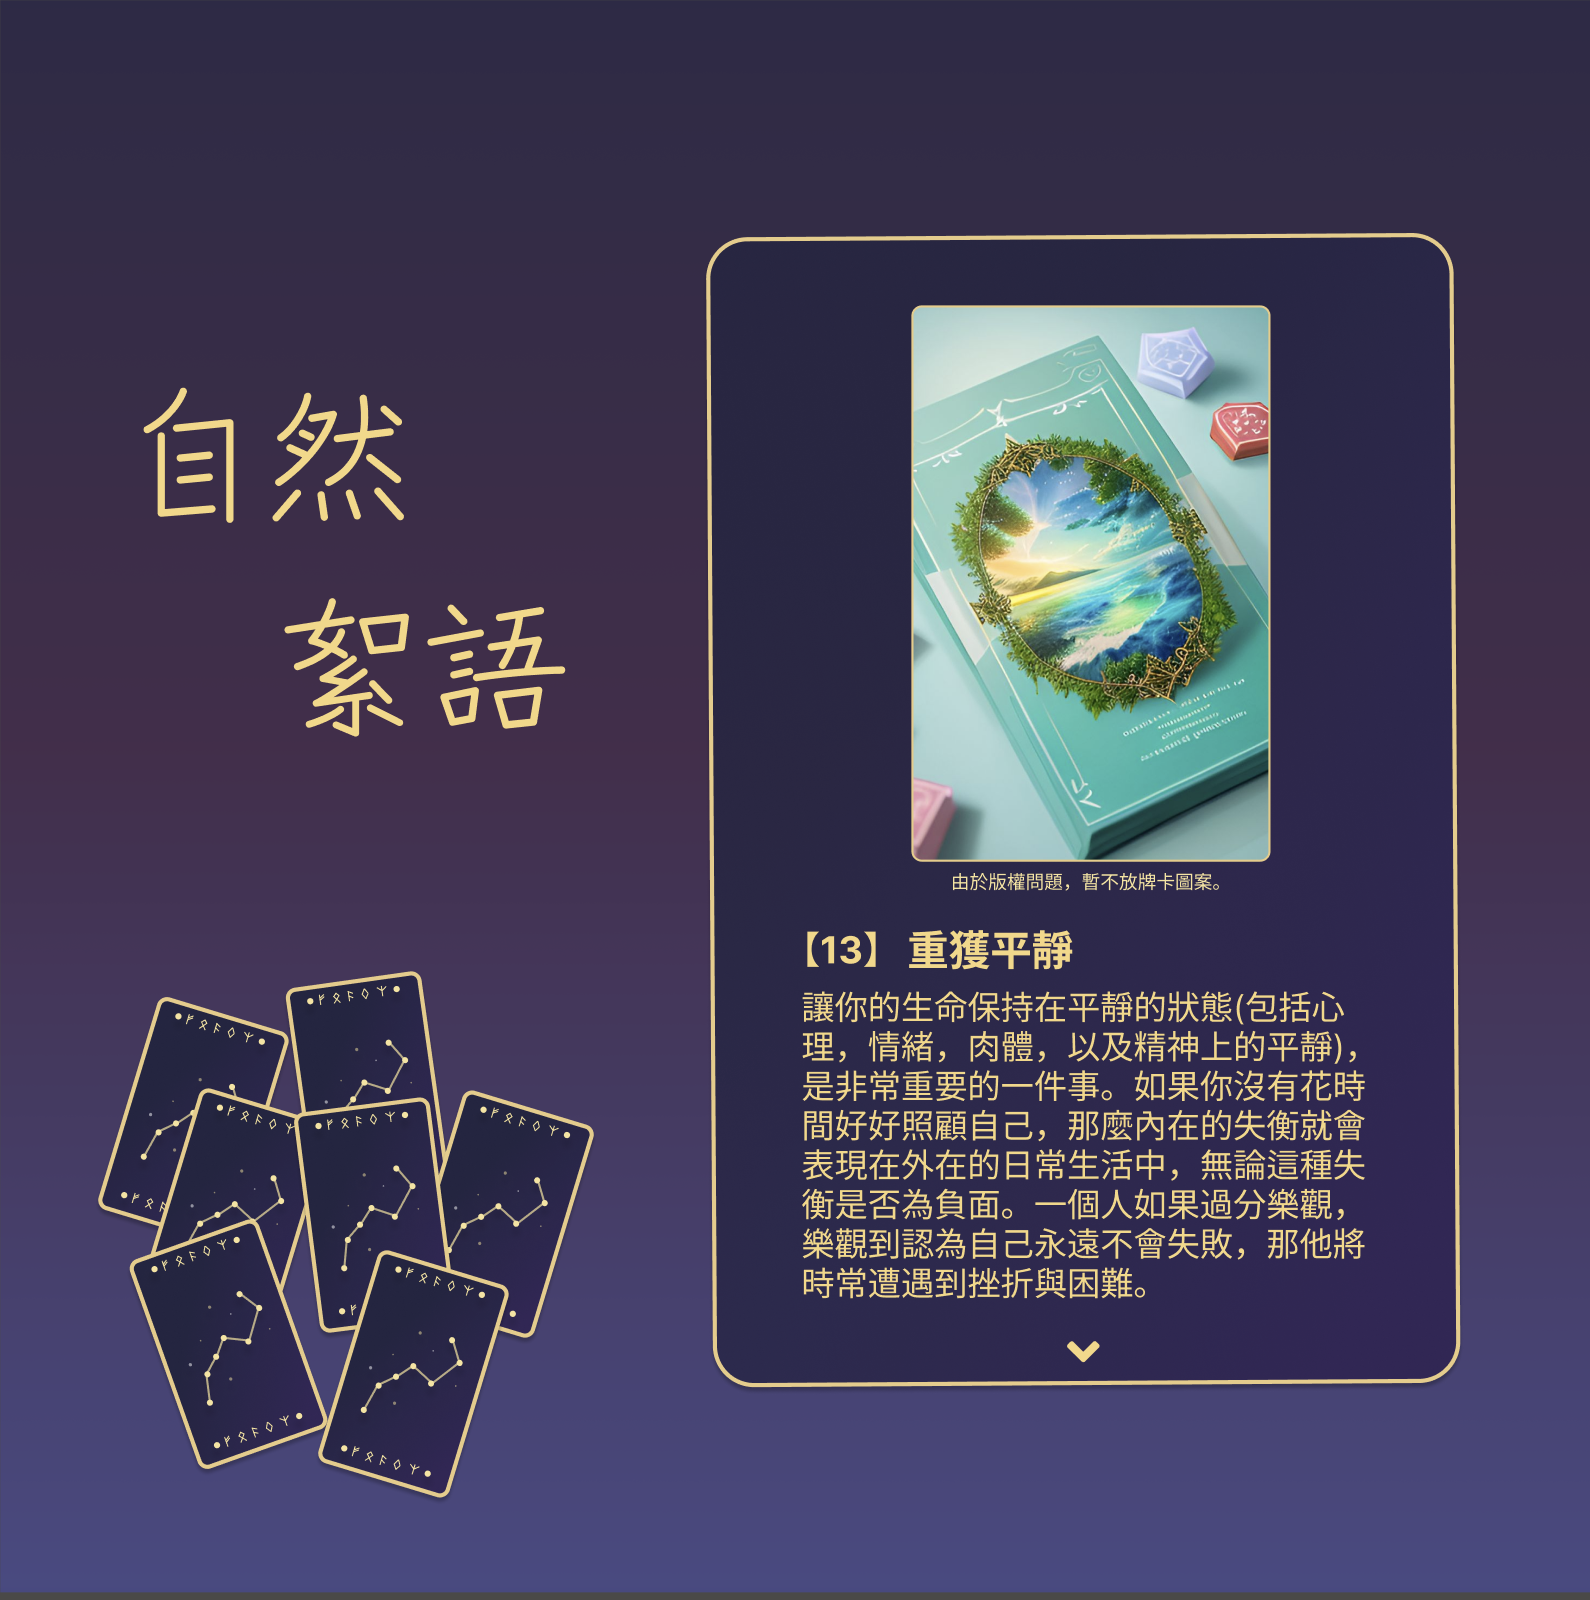 自然
絮語
由於版權問題，暫不放牌卡圖案。
【13】 重獲平靜
讓你的生命保持在平靜的狀態(包括心
理，情緒，肉體，以及精神上的平靜)，
是非常重要的一件事。如果你沒有花時
間好好照顧自己，那麼內在的失衡就會
表現在外在的日常生活中，無論這種失
衡是否為負面。一個人如果過分樂觀，
樂觀到認為自己永遠不會失敗，那他將
時常遭遇到挫折與困難。